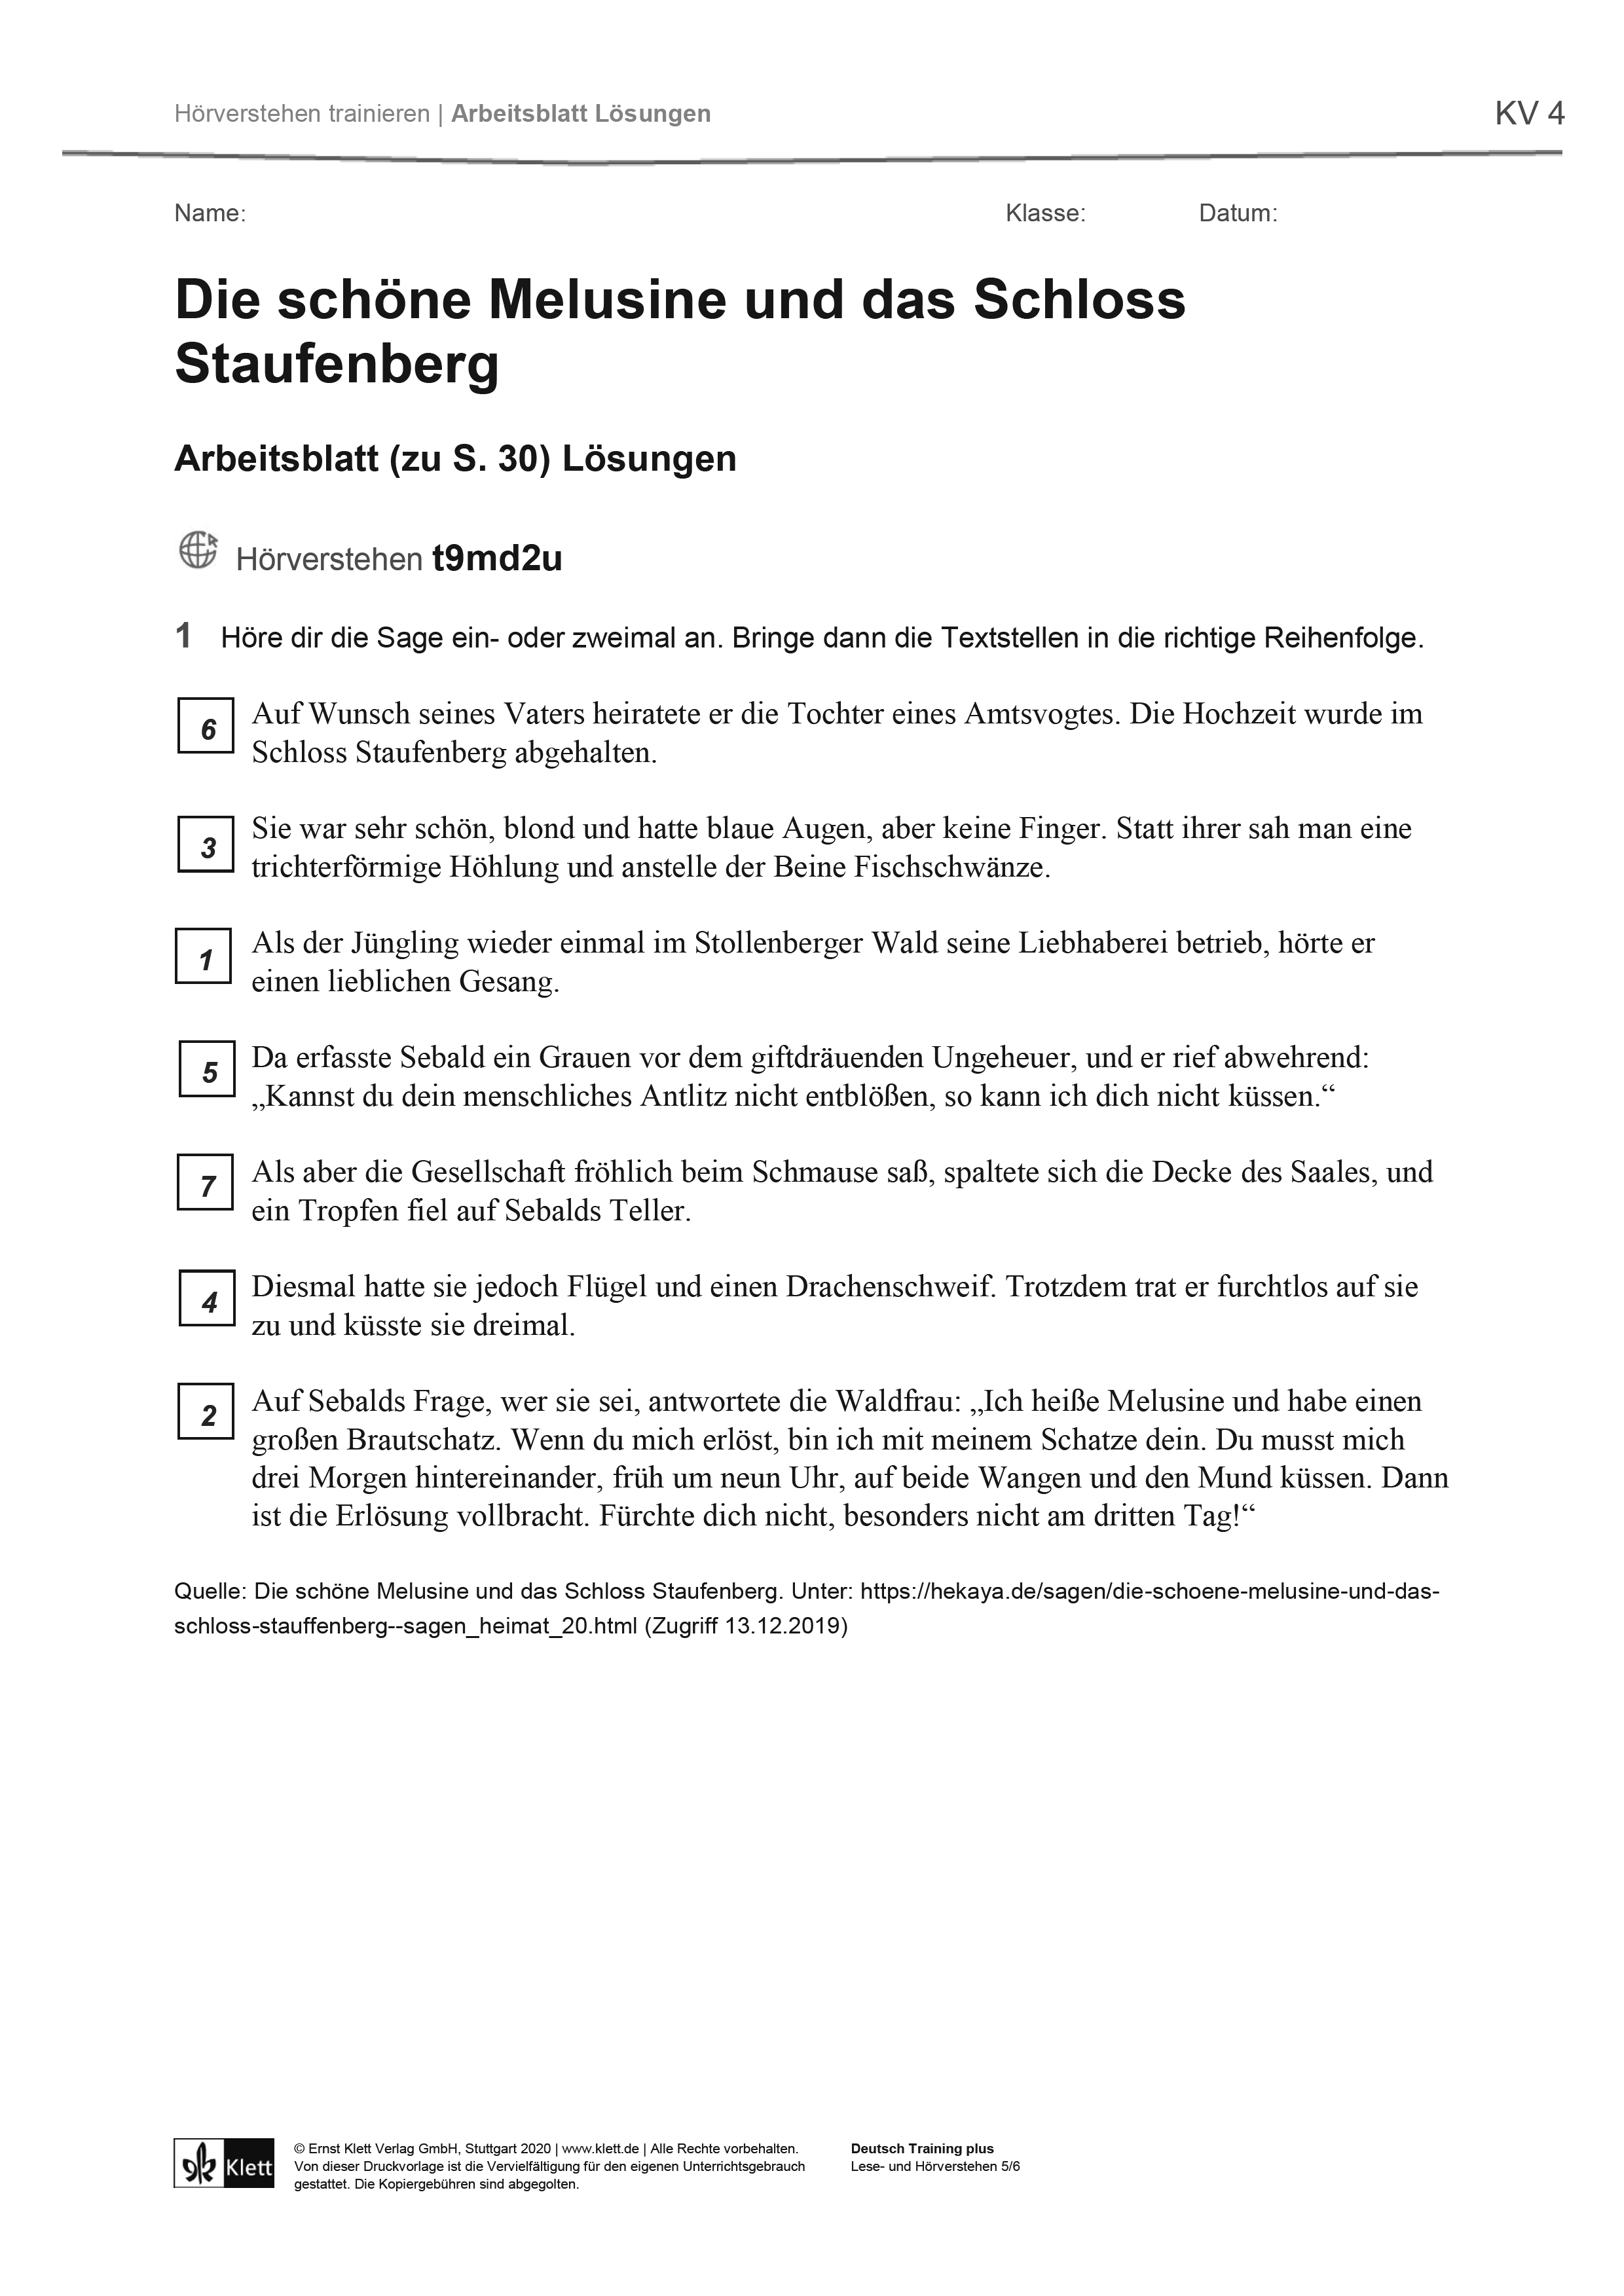 Hörverstehen trainieren | Arbeitsblatt Lösungen
KV 4
Name:
Klasse:
Datum:
Die schöne Melusine und das Schloss
Staufenberg
Arbeitsblatt (zu S. 30) Lösungen
Hörverstehen t9md2u
1 Höre dir die Sage ein- oder zweimal an. Bringe dann die Textstellen in die richtige Reihenfolge.
6 Auf Wunsch seines Vaters heiratete er die Tochter eines Amtsvogtes. Die Hochzeit wurde im
Schloss Staufenberg abgehalten.
3 Sie war sehr schön, blond und hatte blaue Augen, aber keine Finger. Statt ihrer sah man eine
trichterförmige Höhlung und anstelle der Beine Fischschwänze.
1 Als der Jüngling wieder einmal im Stollenberger Wald seine Liebhaberei betrieb, hörte er
einen lieblichen Gesang.
5 Da erfasste Sebald ein Grauen vor dem giftdräuenden Ungeheuer, und er rief abwehrend:
„Kannst du dein menschliches Antlitz nicht entblößen, so kann ich dich nicht küssen.“
7 Als aber die Gesellschaft fröhlich beim Schmause saß, spaltete sich die Decke des Saales, und
ein Tropfen fiel auf Sebalds Teller.
4 Diesmal hatte sie jedoch Flügel und einen Drachenschweif. Trotzdem trat er furchtlos auf sie
zu und küsste sie dreimal.
2 Auf Sebalds Frage, wer sie sei, antwortete die Waldfrau: „Ich heiße Melusine und habe einen
großen Brautschatz. Wenn du mich erlöst, bin ich mit meinem Schatze dein. Du musst mich
drei Morgen hintereinander, früh um neun Uhr, auf beide Wangen und den Mund küssen. Dann
ist die Erlösung vollbracht. Fürchte dich nicht, besonders nicht am dritten Tag!“
Quelle: Die schöne Melusine und das Schloss Staufenberg. Unter: https://hekaya.de/sagen/die-schoene-melusine-und-das-
schloss-stauffenberg--sagen_heimat_20.html (Zugriff 13.12.2019)
Klett
© Ernst Klett Verlag GmbH, Stuttgart 2020 | www.klett.de | Alle Rechte vorbehalten.
Von dieser Druckvorlage ist die Vervielfältigung für den eigenen Unterrichtsgebrauch
gestattet. Die Kopiergebühren sind abgegolten.
Deutsch Training plus
Lese- und Hörverstehen 5/6